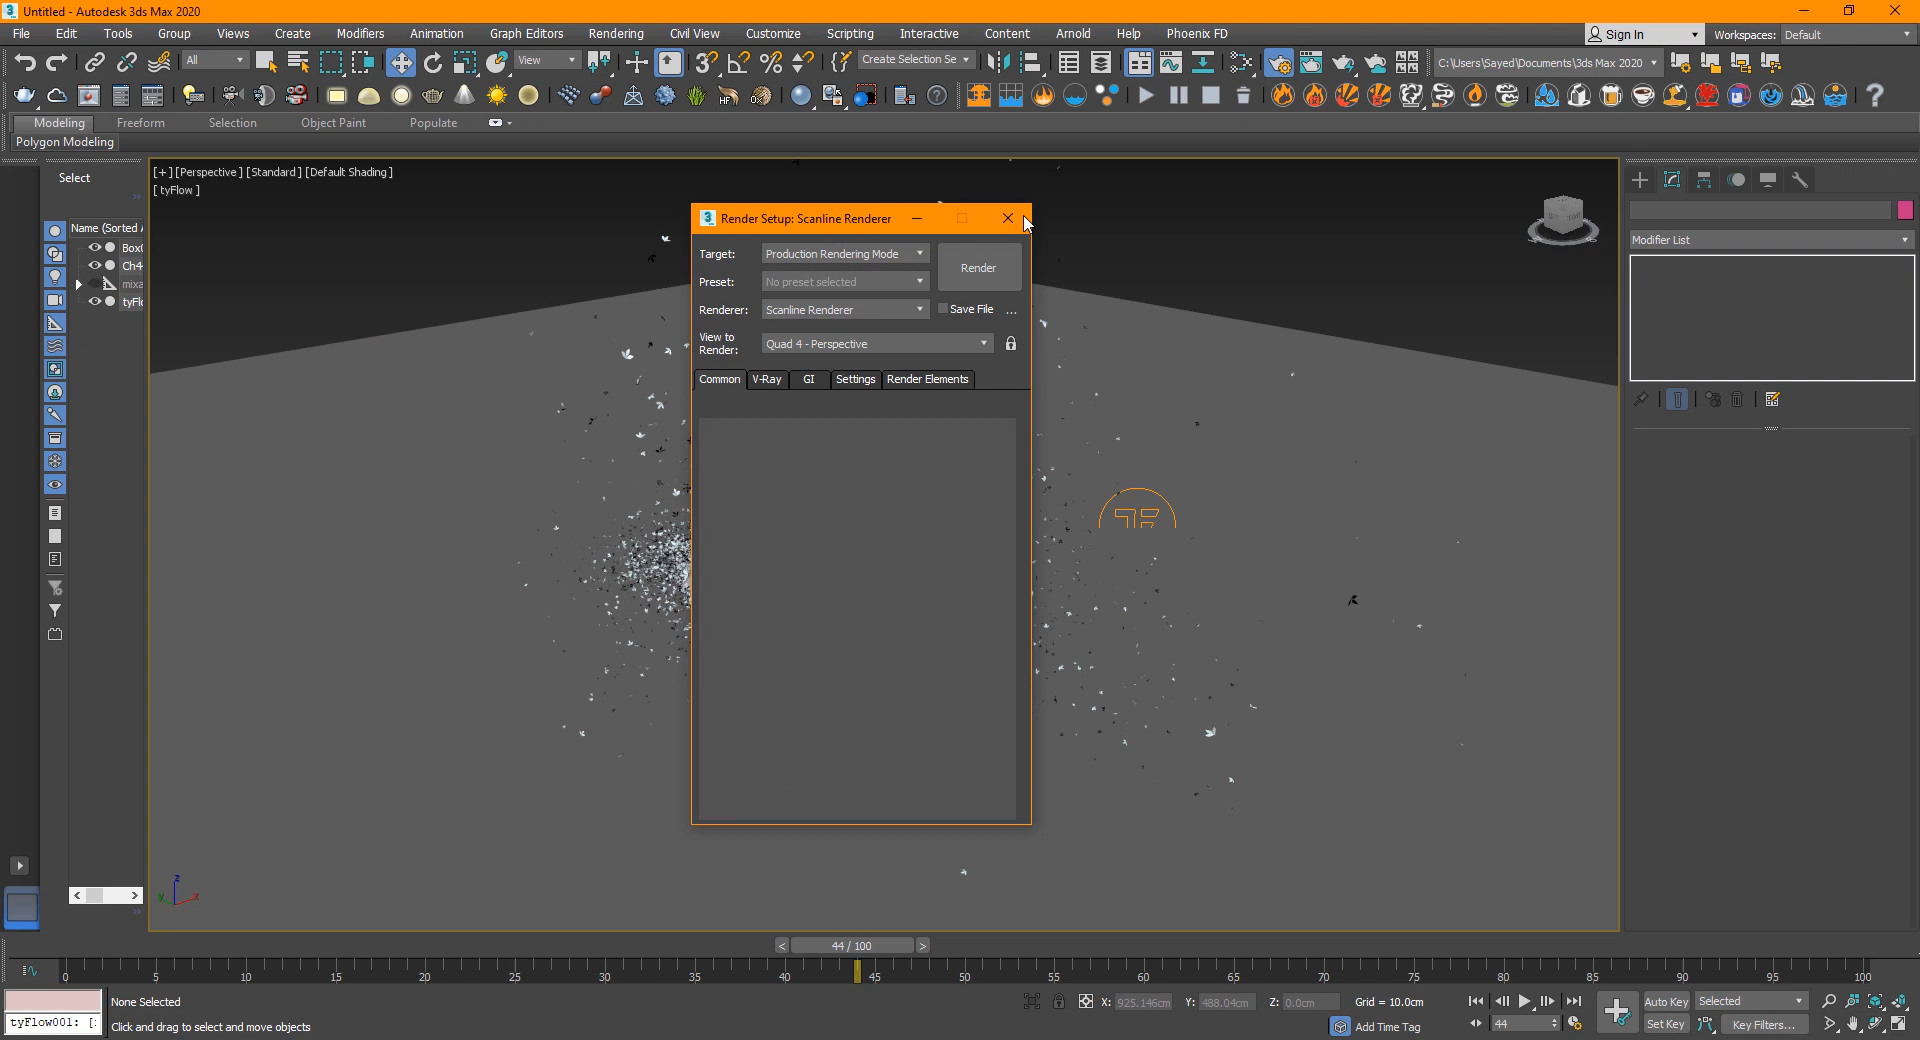 Untitled - Autodesk 3ds Max 2020
File Edit Tools Group Views Create Modifiers Animation Graph Editors Rendering Civil View Customize Scripting Interactive Content Arnold Help Phoenix FD Sign In Workspaces: Default
All View Create Selection Se C:\Users\Sayed\Documents\3ds Max 2020
Modeling Freeform Selection Object Paint Populate
Polygon Modeling
[+] [Perspective ] [Standard ] [Default Shading ]
[ tyFlow ]
Select
Name (Sorted A
Box0
Ch4
mixa
tyFlo
Render Setup: Scanline Renderer
Target: Production Rendering Mode Render
Preset: No preset selected
Renderer: Scanline Renderer Save File ...
View to Render: Quad 4 - Perspective
Common V-Ray GI Settings Render Elements
Modifier List
TF
z
y x
< 44 / 100 >
0 5 10 15 20 25 30 35 40 45 50 55 60 65 70 75 80 85 90 95 100
None Selected X: 925.146cm Y: 488.04cm Z: 0.0cm Grid = 10.0cm Auto Key Selected
tyFlow001: [: Click and drag to select and move objects Add Time Tag 44 Set Key Key Filters...